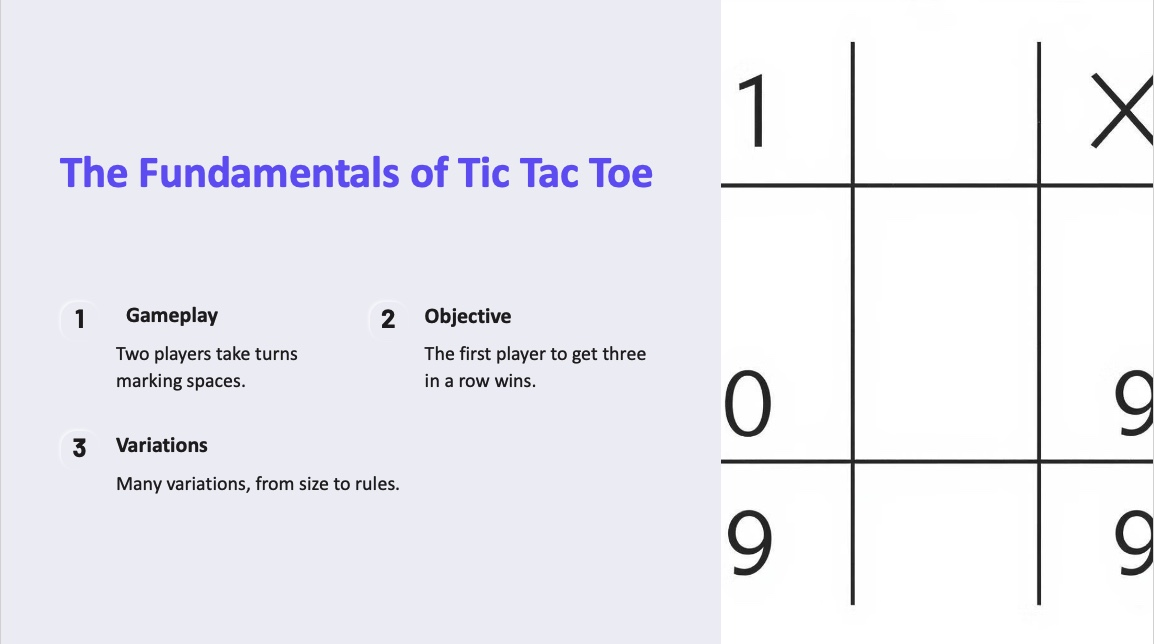 The Fundamentals of Tic Tac Toe
1
Gameplay
Two players take turns
marking spaces.
2
Objective
The first player to get three
in a row wins.
3
Variations
Many variations, from size to rules.
1 X
0 9
9 9